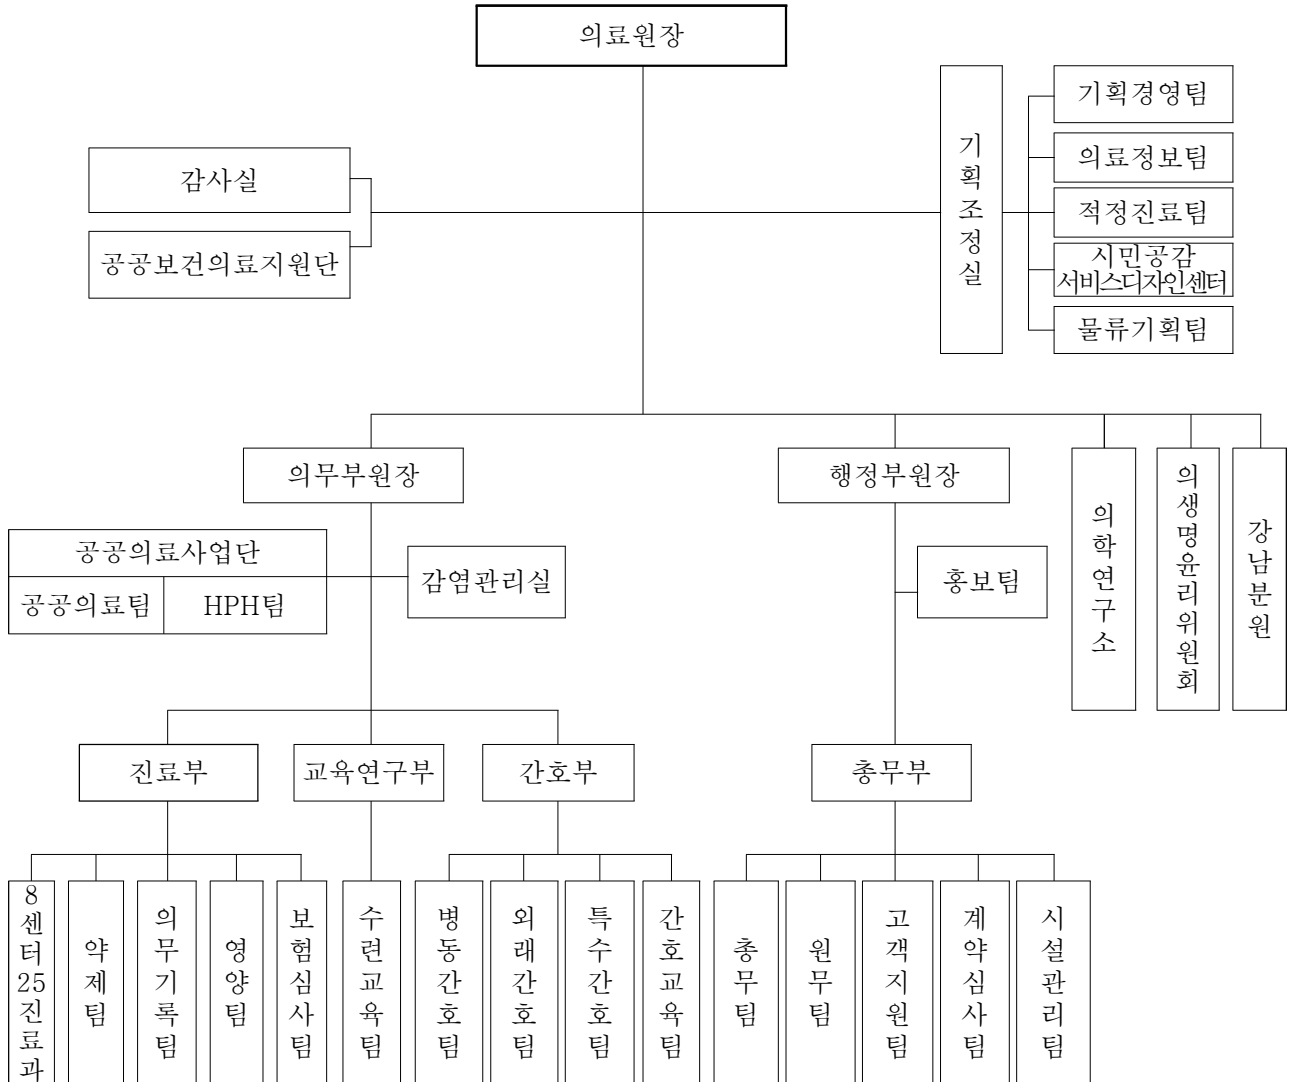 의료원장
기획조정실
기획경영팀
의료정보팀
적정진료팀
시민공감
서비스디자인센터
물류기획팀
감사실
공공보건의료지원단
의무부원장
행정부원장
의학연구소
의생명윤리위원회
강남분원
공공의료사업단
공공의료팀
HPH팀
감염관리실
홍보팀
진료부
교육연구부
간호부
총무부
8센터25진료과
약제팀
의무기록팀
영양팀
보험심사팀
수련교육팀
병동간호팀
외래간호팀
특수간호팀
간호교육팀
총무팀
원무팀
고객지원팀
계약심사팀
시설관리팀